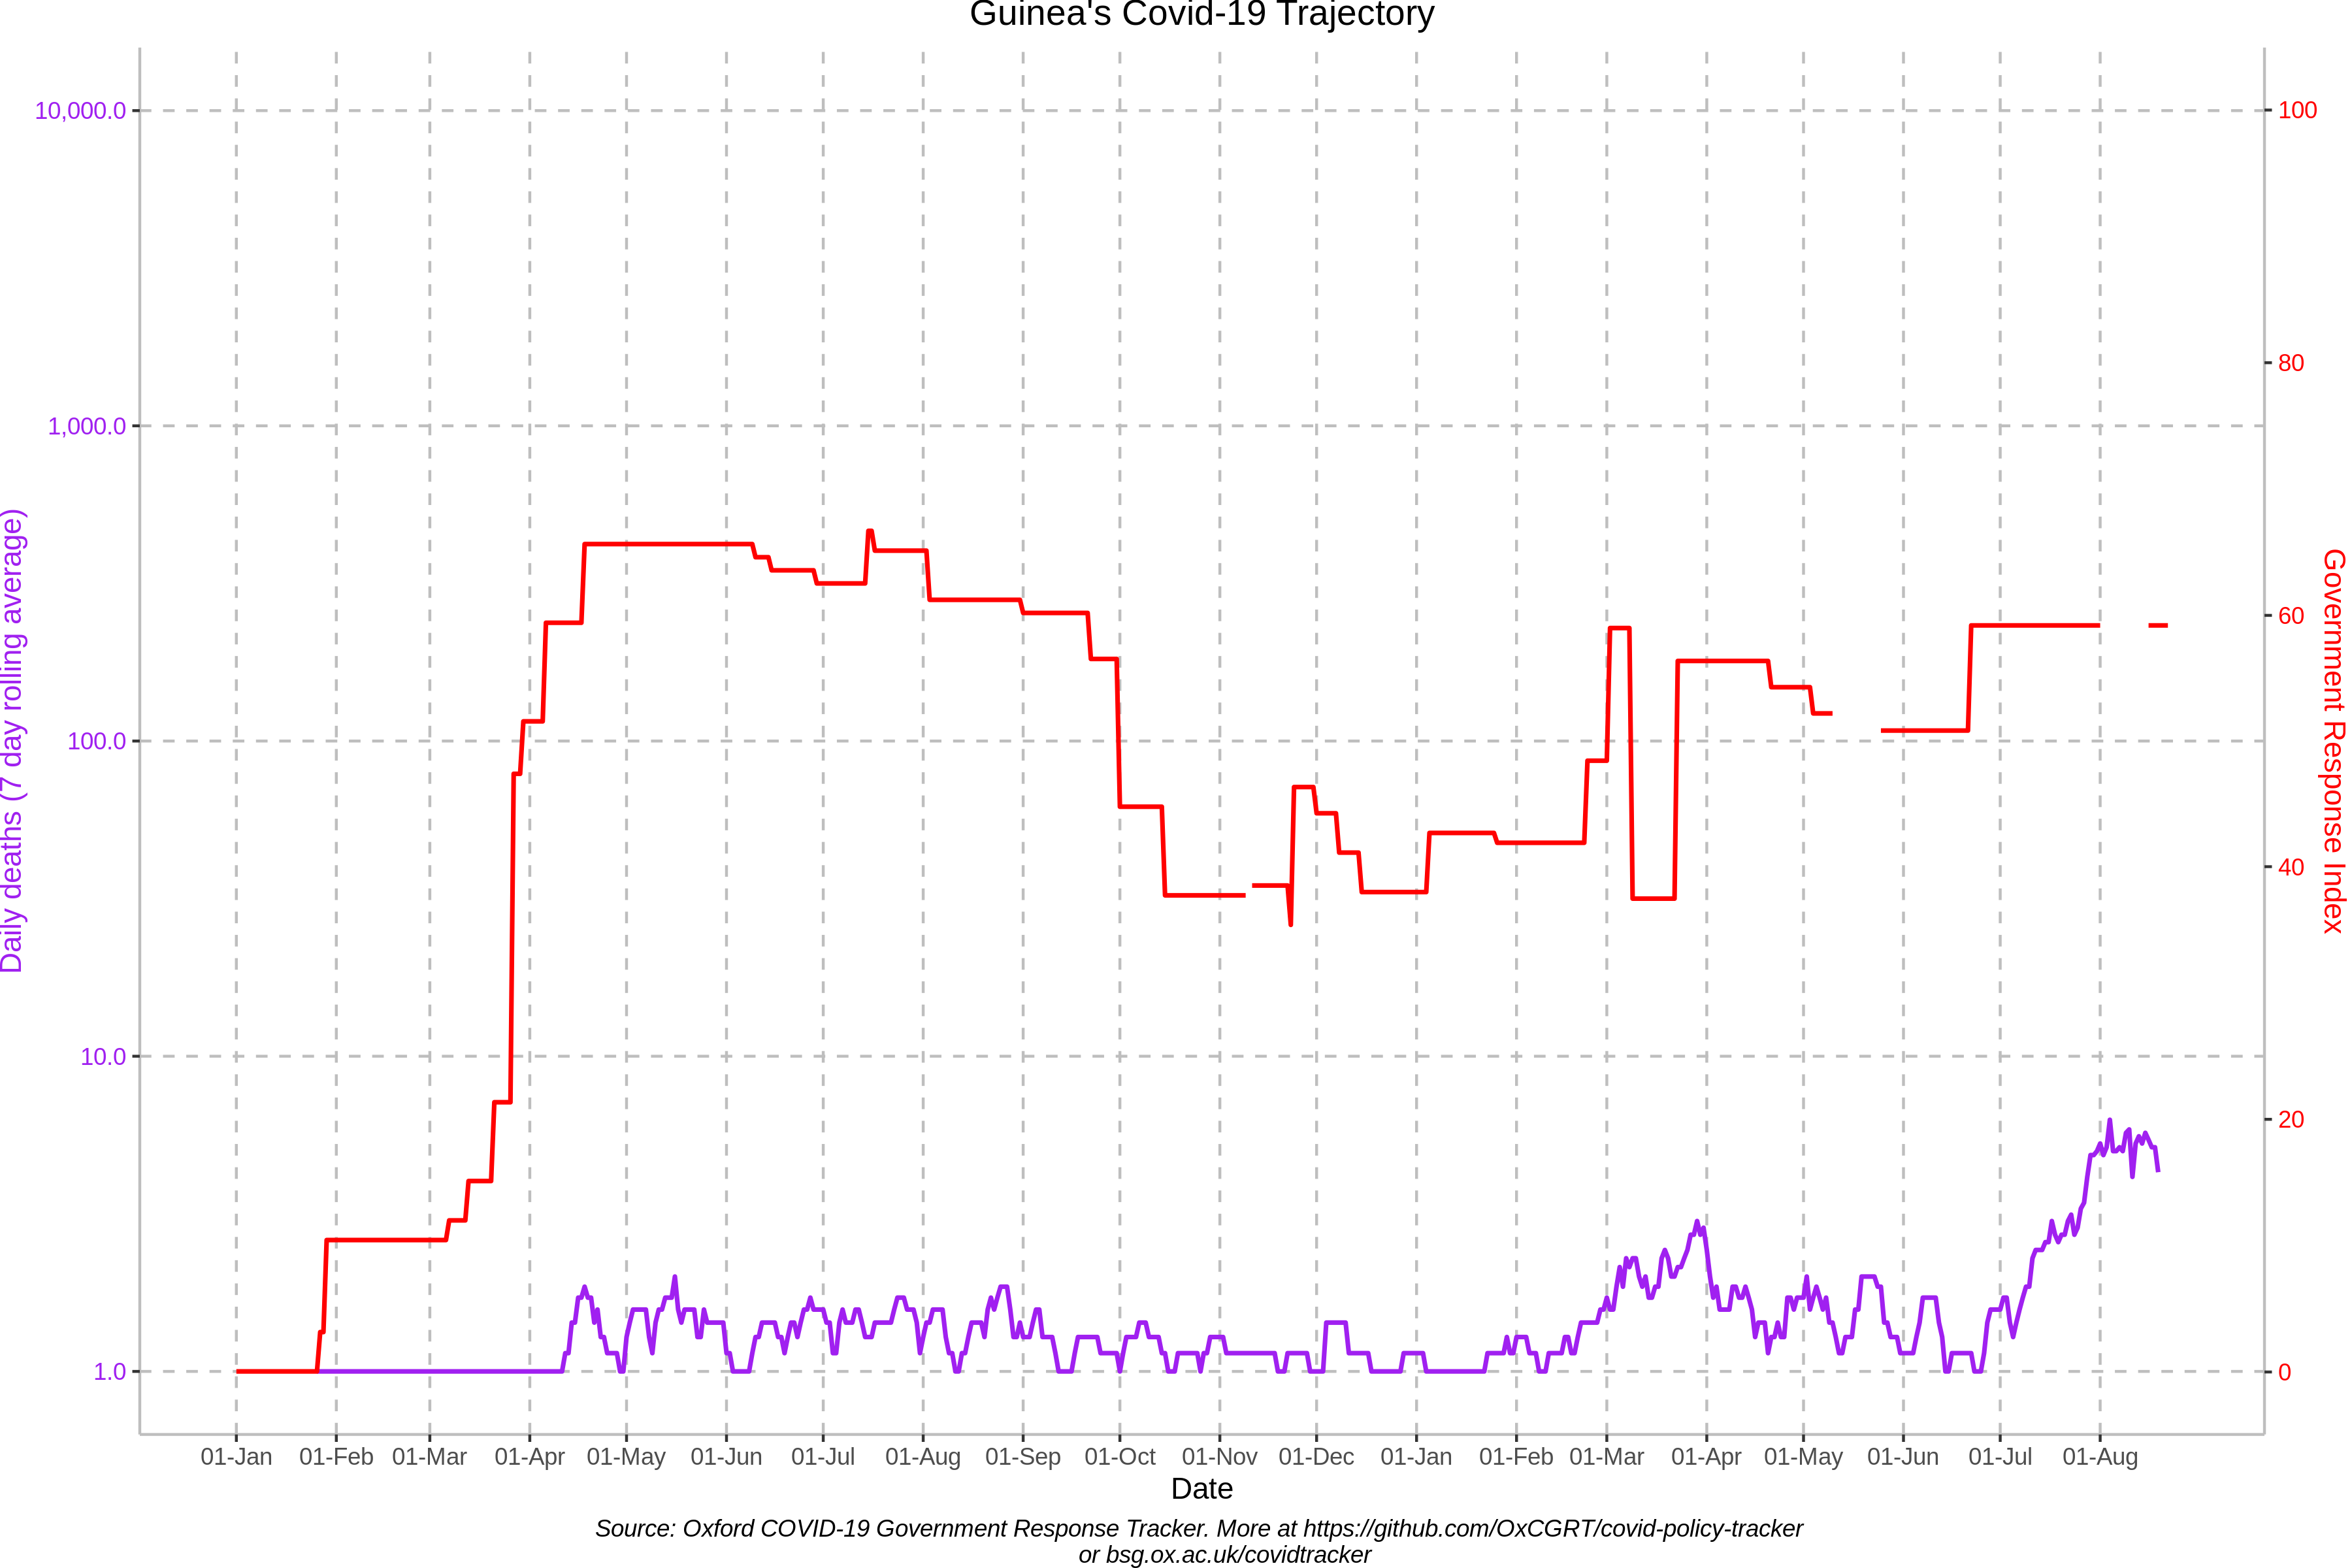 Guinea's Covid-19 Trajectory
10,000.0
1,000.0
100.0
10.0
1.0
Daily deaths (7 day rolling average)
100
80
60
40
20
0
Government Response Index
01-Jan 01-Feb 01-Mar 01-Apr 01-May 01-Jun 01-Jul 01-Aug 01-Sep 01-Oct 01-Nov 01-Dec 01-Jan 01-Feb 01-Mar 01-Apr 01-May 01-Jun 01-Jul 01-Aug
Date
Source: Oxford COVID-19 Government Response Tracker. More at https://github.com/OxCGRT/covid-policy-tracker
or bsg.ox.ac.uk/covidtracker